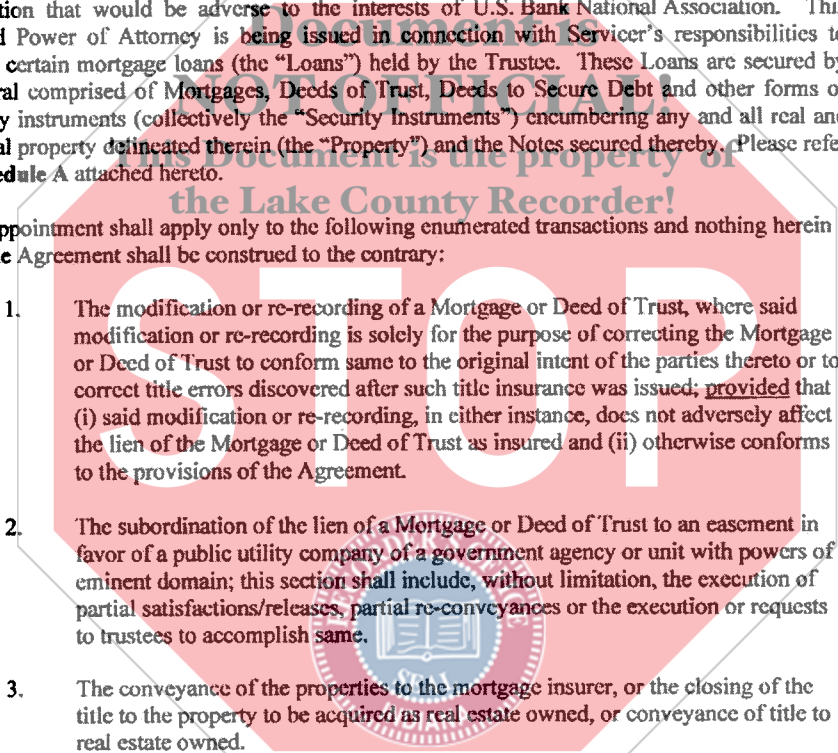 tion that would be adverse to the interests of U.S. Bank National Association. Thi
d Power of Attorney is being issued in connection with Servicer's responsibilities to
certain mortgage loans (the "Loans") held by the Trustee. These Loans are secured by
ral comprised of Mortgages, Deeds of Trust, Deeds to Secure Debt and other forms o
y instruments (collectively the "Security Instruments") encumbering any and all real and
al property delineated therein (the "Property") and the Notes secured thereby. Please refe
edule A attached hereto.
Document is
NOT OFFICIAL!
This Document is the property of
the Lake County Recorder!
ppointment shall apply only to the following enumerated transactions and nothing herein
e Agreement shall be construed to the contrary:
STOP
1. The modification or re-recording of a Mortgage or Deed of Trust, where said
modification or re-recording is solely for the purpose of correcting the Mortgage
or Deed of Trust to conform same to the original intent of the parties thereto or to
correct title errors discovered after such title insurance was issued; provided that
(i) said modification or re-recording, in either instance, does not adversely affect
the lien of the Mortgage or Deed of Trust as insured and (ii) otherwise conforms
to the provisions of the Agreement.
2. The subordination of the lien of a Mortgage or Deed of Trust to an easement in
favor of a public utility company of a government agency or unit with powers of
eminent domain; this section shall include, without limitation, the execution of
partial satisfactions/releases, partial re-conveyances or the execution or requests
to trustees to accomplish same.
3. The conveyance of the properties to the mortgage insurer, or the closing of the
title to the property to be acquired as real estate owned, or conveyance of title to
real estate owned.
SEAL
INDIANA